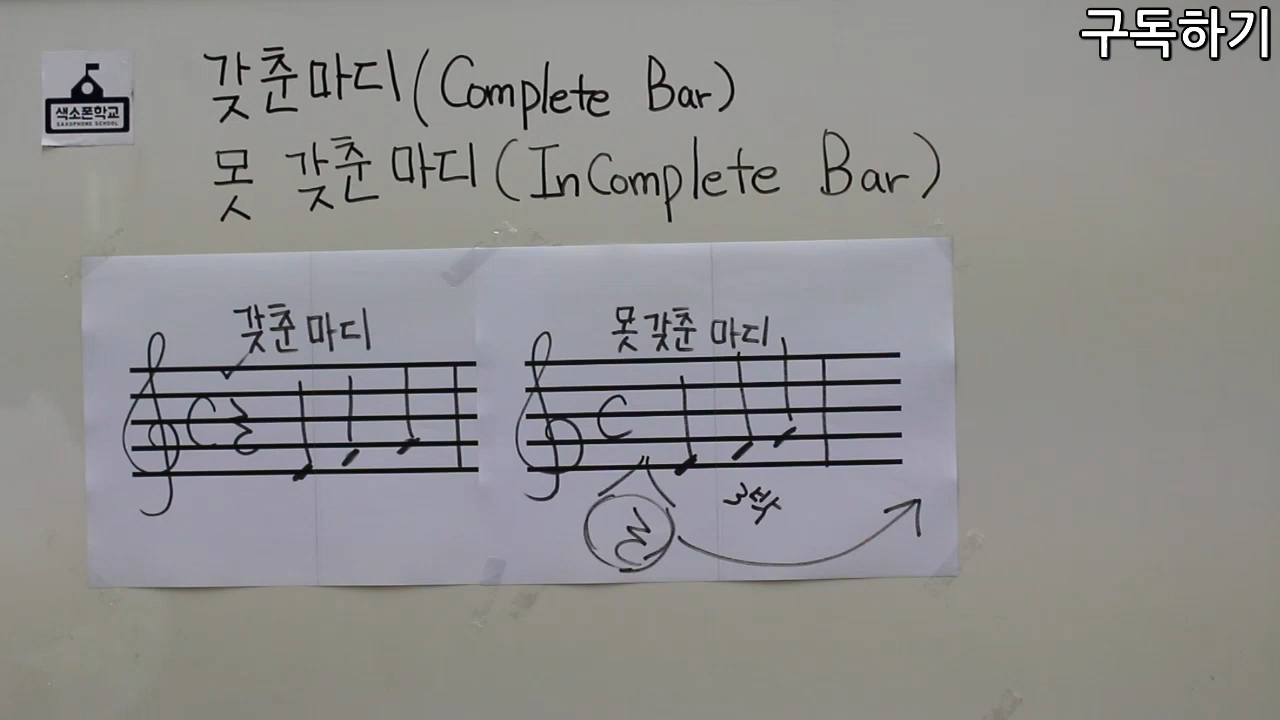 구독하기
갖춘마디(Complete Bar)
색소폰학교
SAXOPHONE SCHOOL
못 갖춘마디(InComplete Bar)
갖춘마디
못갖춘 마디
3박